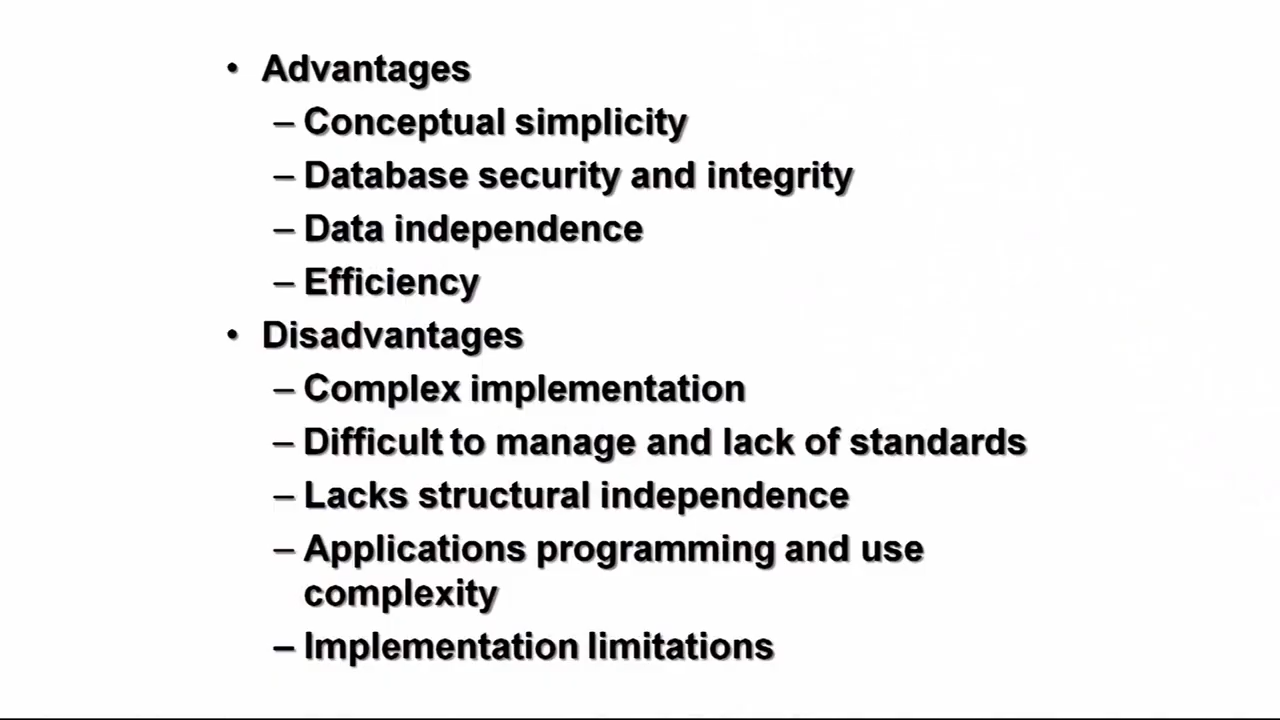 • Advantages
– Conceptual simplicity
– Database security and integrity
– Data independence
– Efficiency
• Disadvantages
– Complex implementation
– Difficult to manage and lack of standards
– Lacks structural independence
– Applications programming and use
complexity
– Implementation limitations